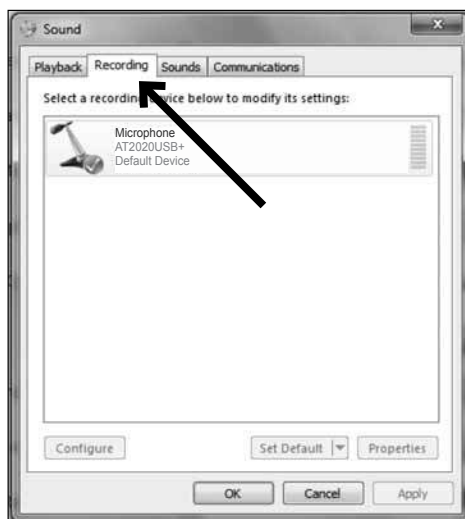 Sound
Playback Recording Sounds Communications
Select a recording device below to modify its settings:
Microphone
AT2020USB+
Default Device
Configure Set Default Properties
OK Cancel Apply